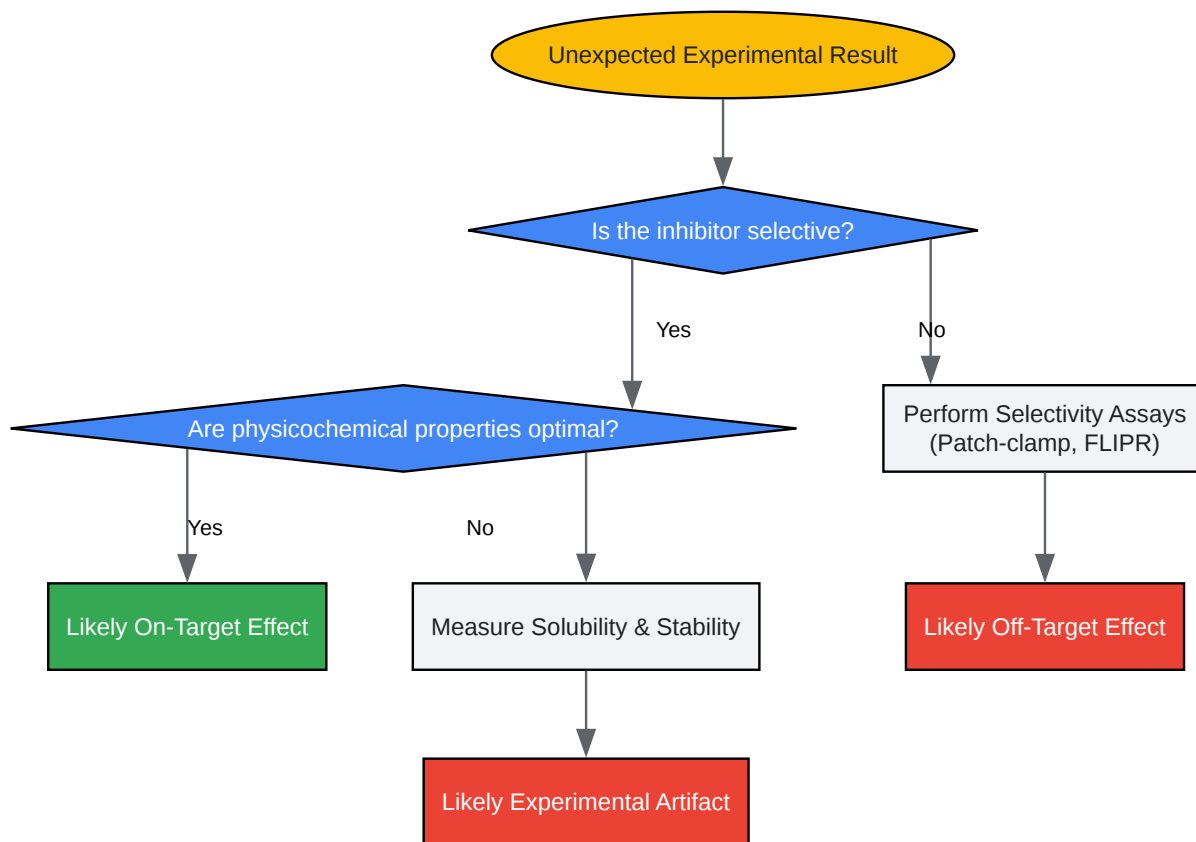 Unexpected Experimental Result
Is the inhibitor selective?
Yes
No
Are physicochemical properties optimal?
Perform Selectivity Assays
(Patch-clamp, FLIPR)
Yes
No
Likely On-Target Effect
Measure Solubility & Stability
Likely Off-Target Effect
Likely Experimental Artifact